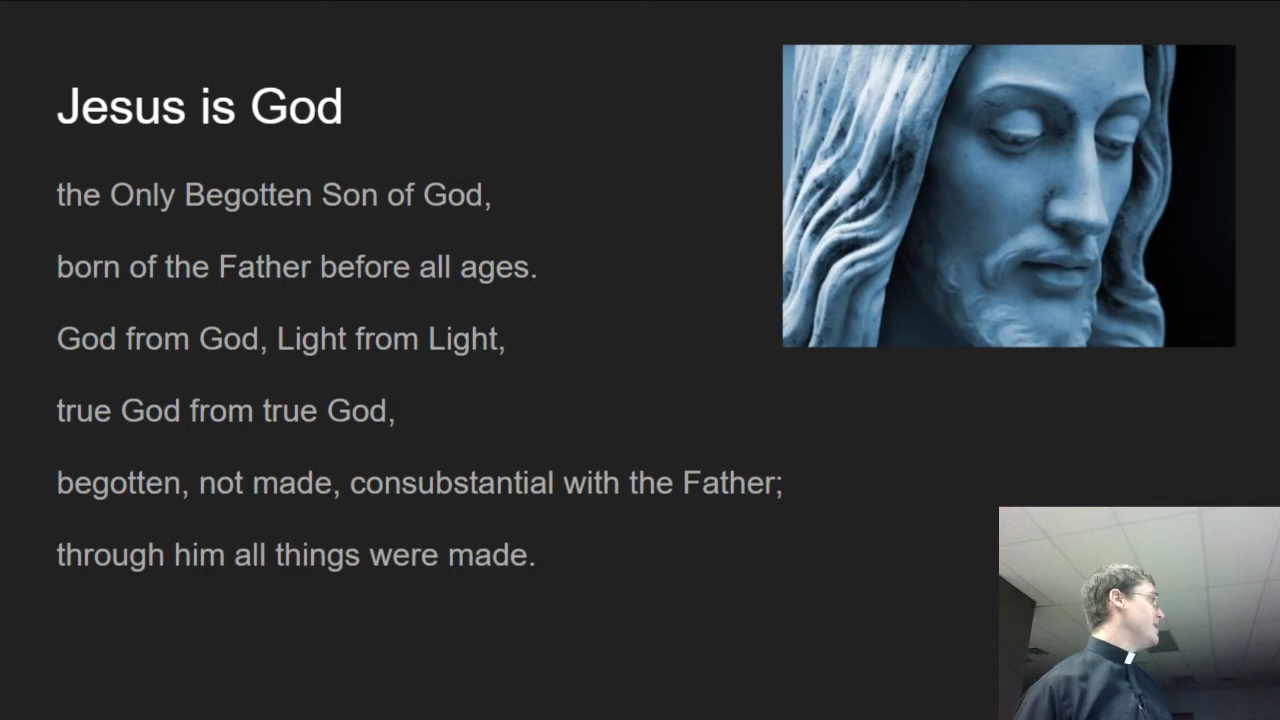 Jesus is God
the Only Begotten Son of God,
born of the Father before all ages.
God from God, Light from Light,
true God from true God,
begotten, not made, consubstantial with the Father;
through him all things were made.